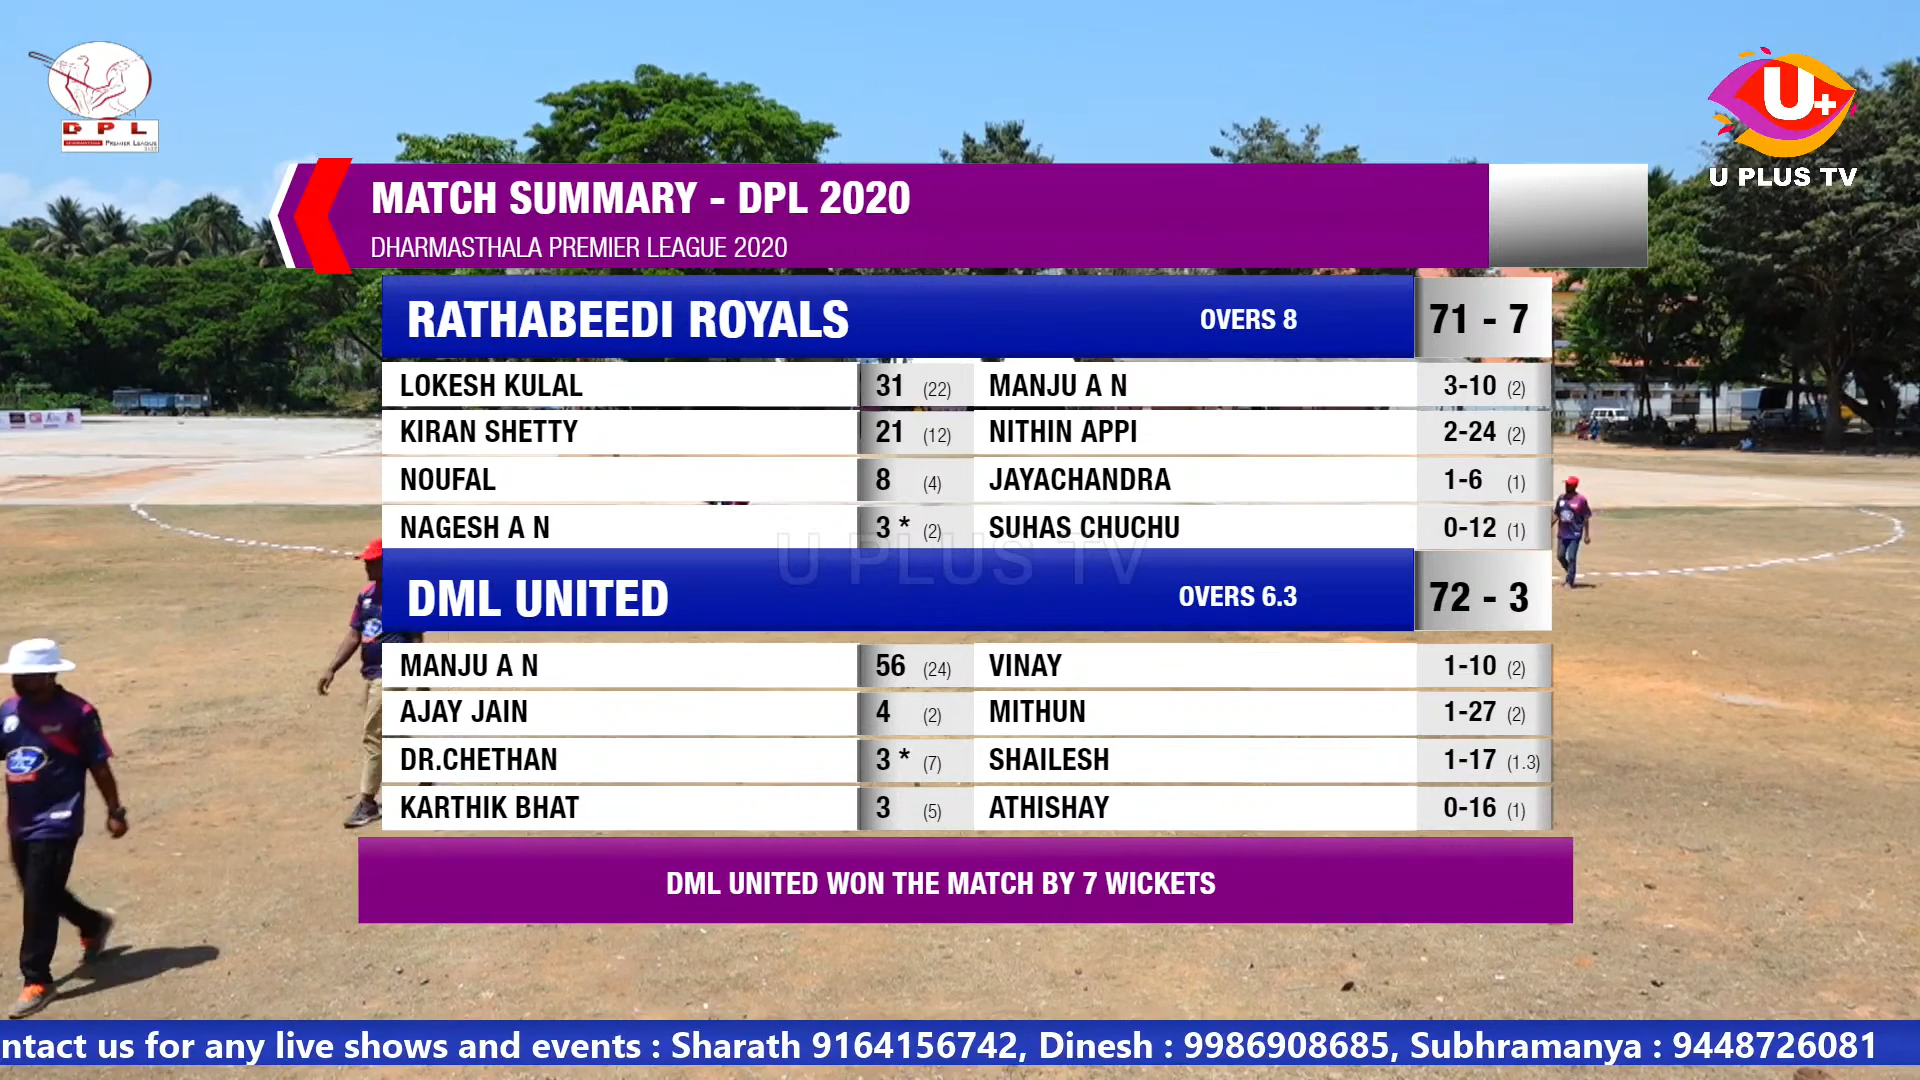 DPL
PREMIER LEAGUE
U+
U PLUS TV
MATCH SUMMARY - DPL 2020
DHARMASTHALA PREMIER LEAGUE 2020
RATHABEEDI ROYALS OVERS 8 71 - 7
LOKESH KULAL 31 (22) MANJU A N 3-10 (2)
KIRAN SHETTY 21 (12) NITHIN APPI 2-24 (2)
NOUFAL 8 (4) JAYACHANDRA 1-6 (1)
NAGESH A N 3 * (2) SUHAS CHUCHU 0-12 (1)
U PLUS TV
DML UNITED OVERS 6.3 72 - 3
MANJU A N 56 (24) VINAY 1-10 (2)
AJAY JAIN 4 (2) MITHUN 1-27 (2)
DR.CHETHAN 3 * (7) SHAILESH 1-17 (1.3)
KARTHIK BHAT 3 (5) ATHISHAY 0-16 (1)
DML UNITED WON THE MATCH BY 7 WICKETS
ntact us for any live shows and events : Sharath 9164156742, Dinesh : 9986908685, Subhramanya : 9448726081